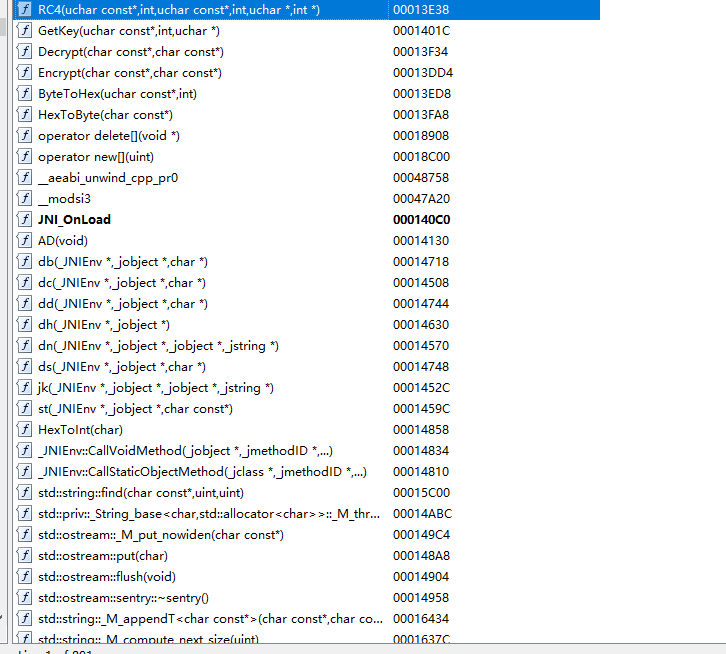 RC4(uchar const*,int,uchar const*,int,uchar *,int *) 00013E38
GetKey(uchar const*,int,uchar *) 0001401C
Decrypt(char const*,char const*) 00013F34
Encrypt(char const*,char const*) 00013DD4
ByteToHex(uchar const*,int) 00013ED8
HexToByte(char const*) 00013FA8
operator delete[](void *) 00018908
operator new[](uint) 00018C00
__aeabi_unwind_cpp_pr0 00048758
__modsi3 00047A20
JNI_OnLoad 000140C0
AD(void) 00014130
db(_JNIEnv *,_jobject *,char *) 00014718
dc(_JNIEnv *,_jobject *,char *) 00014508
dd(_JNIEnv *,_jobject *,char *) 00014744
dh(_JNIEnv *,_jobject *) 00014630
dn(_JNIEnv *,_jobject *,_jobject *,_jstring *) 00014570
ds(_JNIEnv *,_jobject *,char *) 00014748
jk(_JNIEnv *,_jobject *,_jobject *,_jstring *) 0001452C
st(_JNIEnv *,_jobject *,char const*) 0001459C
HexToInt(char) 00014858
_JNIEnv::CallVoidMethod(_jobject *,_jmethodID *,...) 00014834
_JNIEnv::CallStaticObjectMethod(_jclass *,_jmethodID *,...) 00014810
std::string::find(char const*,uint,uint) 00015C00
std::priv::_String_base<char,std::allocator<char>>::_M_thr... 00014ABC
std::ostream::_M_put_nowiden(char const*) 000149C4
std::ostream::put(char) 000148A8
std::ostream::flush(void) 00014904
std::ostream::sentry::~sentry() 00014958
std::string::_M_appendT<char const*>(char const*,char co... 00016434
std::string::_M_compute_next_size(uint) 0001637C